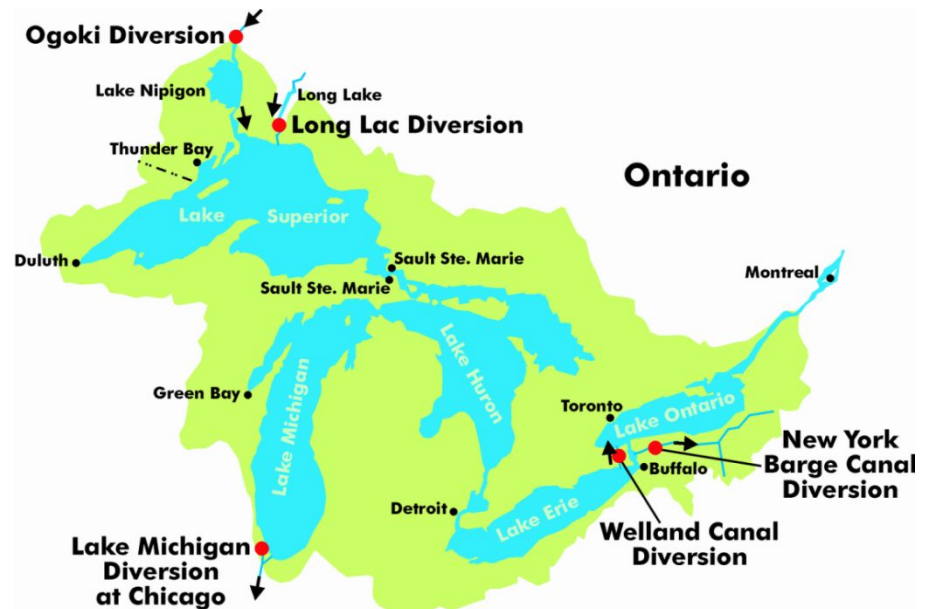 Ogoki Diversion
Lake Nipigon
Long Lake
Long Lac Diversion
Thunder Bay
Ontario
Lake Superior
Duluth
Sault Ste. Marie
Sault Ste. Marie
Montreal
Green Bay
Lake Michigan
Lake Huron
Toronto
Lake Ontario
New York
Barge Canal
Diversion
Buffalo
Detroit
Lake Erie
Welland Canal
Diversion
Lake Michigan
Diversion
at Chicago